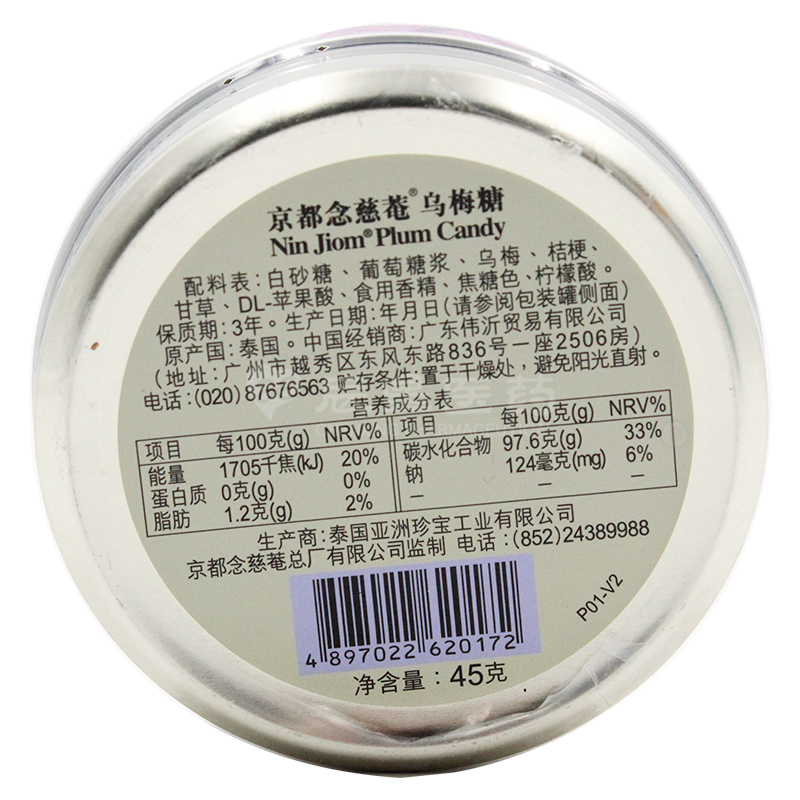 京都念慈菴®乌梅糖
Nin Jiom® Plum Candy
配料表:白砂糖、葡萄糖浆、乌梅、桔梗、
甘草、DL-苹果酸、食用香精、焦糖色、柠檬酸。
保质期:3年。生产日期:年月日(请参阅包装罐侧面)
原产国:泰国。中国经销商:广东伟沂贸易有限公司
(地址:广州市越秀区东风东路836号一座2506房)
电话:(020) 87676563 贮存条件:置于干燥处,避免阳光直射。
营养成分表
项目 每100克(g) NRV% 项目 每100克(g) NRV%
能量 1705千焦(kJ) 20% 碳水化合物 97.6克(g) 33%
蛋白质 0克(g) 0% 钠 124毫克(mg) 6%
脂肪 1.2克(g) 2% – – –
生产商:泰国亚洲珍宝工业有限公司
京都念慈菴总厂有限公司监制 电话:(852)24389988
P01-V2
4 897022 620172
净含量:45克